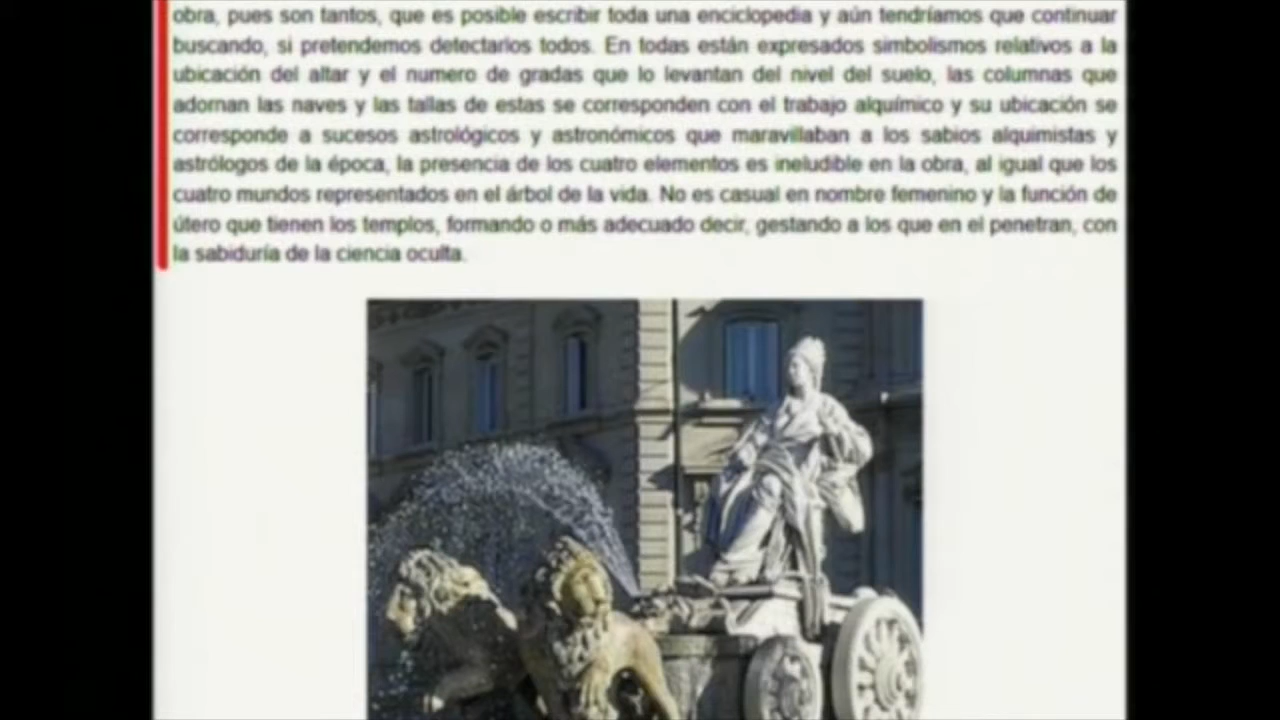 obra, pues son tantos, que es posible escribir toda una enciclopedia y aún tendríamos que continuar
buscando, si pretendemos detectarlos todos. En todas están expresados simbolismos relativos a la
ubicación del altar y el numero de gradas que lo levantan del nivel del suelo, las columnas que
adornan las naves y las tallas de estas se corresponden con el trabajo alquímico y su ubicación se
corresponde a sucesos astrológicos y astronómicos que maravillaban a los sabios alquimistas y
astrólogos de la época, la presencia de los cuatro elementos es ineludible en la obra, al igual que los
cuatro mundos representados en el árbol de la vida. No es casual en nombre femenino y la función de
útero que tienen los templos, formando o más adecuado decir, gestando a los que en el penetran, con
la sabiduría de la ciencia oculta.